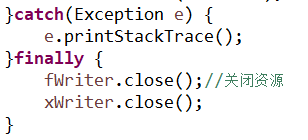 }catch(Exception e) {
e.printStackTrace();
}finally {
fWriter.close();//关闭资源
xWriter.close();
}